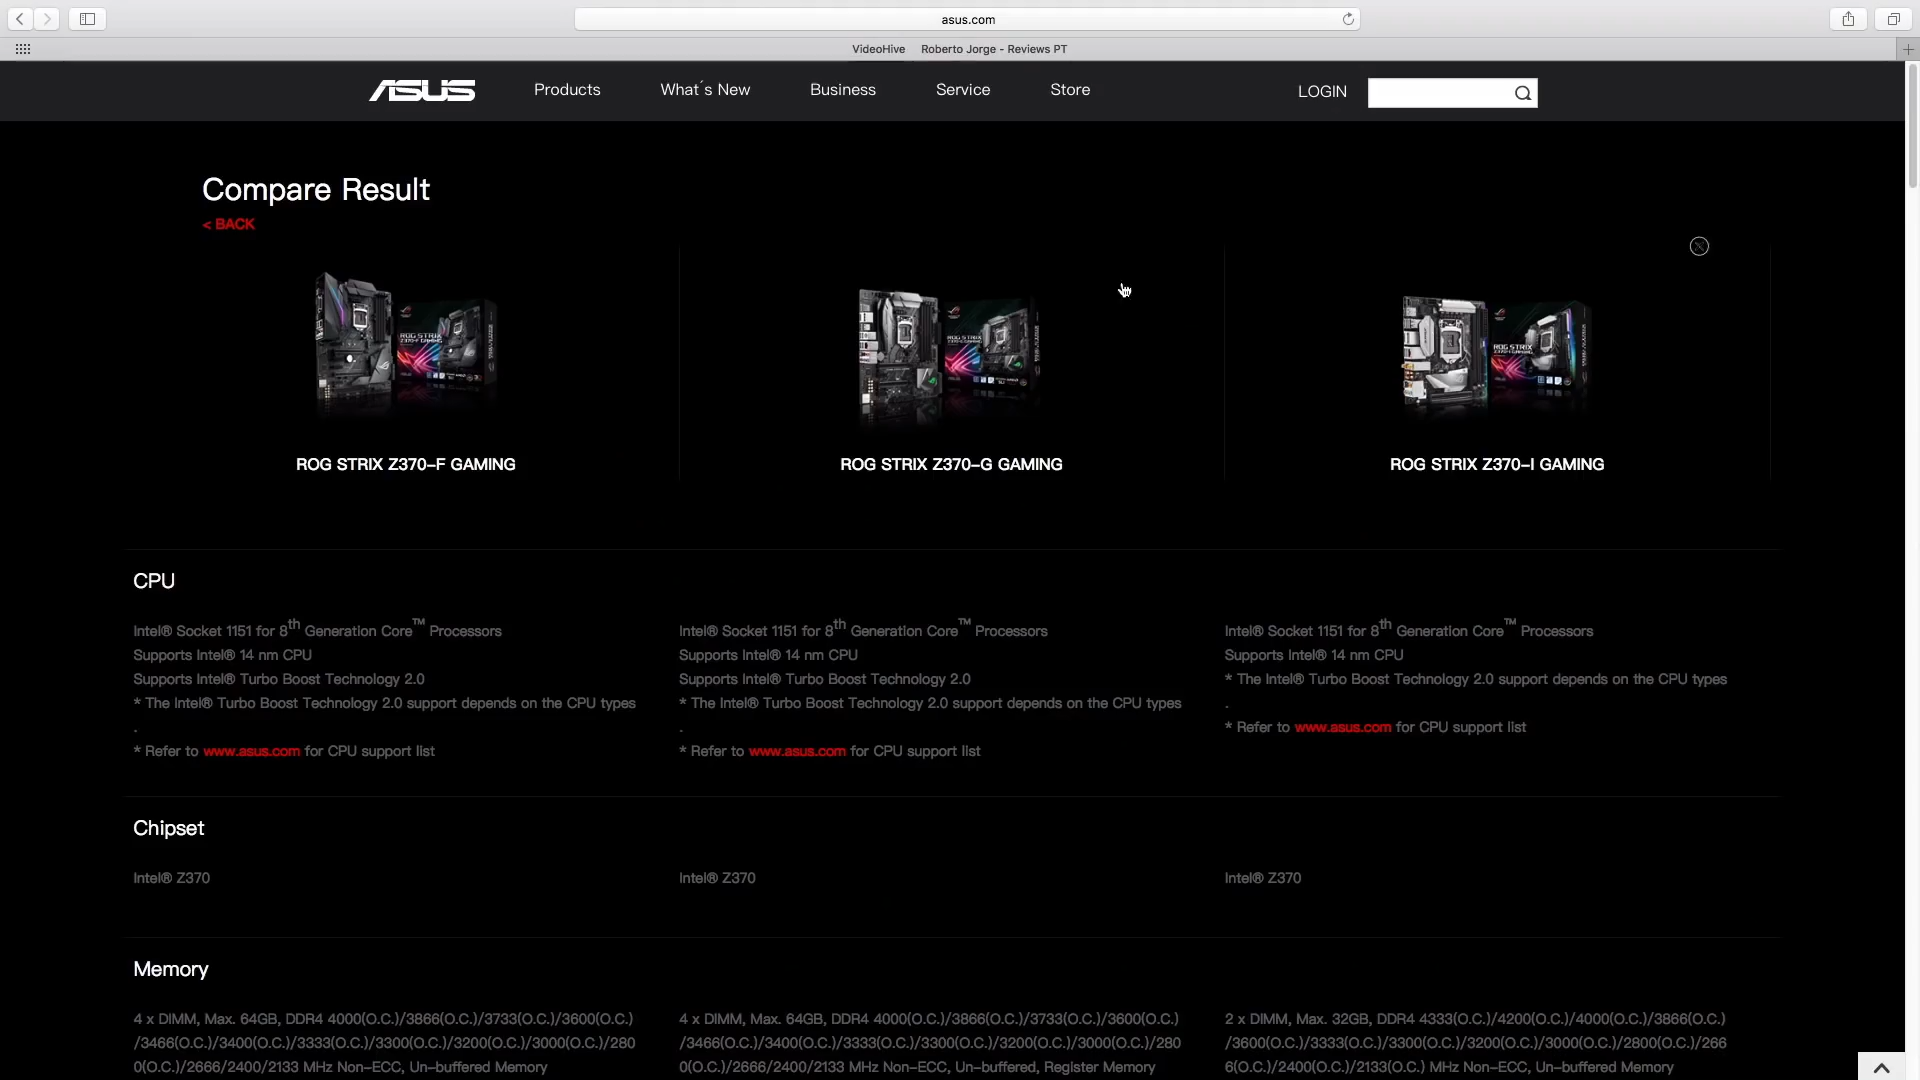 asus.com
VideoHive Roberto Jorge - Reviews PT
ASUS Products What´s New Business Service Store LOGIN
Compare Result
< BACK
ROG STRIX Z370-F GAMING
ROG STRIX Z370-G GAMING
ROG STRIX Z370-I GAMING
CPU
Intel® Socket 1151 for 8th Generation Core™ Processors
Supports Intel® 14 nm CPU
Supports Intel® Turbo Boost Technology 2.0
* The Intel® Turbo Boost Technology 2.0 support depends on the CPU types
.
* Refer to www.asus.com for CPU support list
Intel® Socket 1151 for 8th Generation Core™ Processors
Supports Intel® 14 nm CPU
Supports Intel® Turbo Boost Technology 2.0
* The Intel® Turbo Boost Technology 2.0 support depends on the CPU types
.
* Refer to www.asus.com for CPU support list
Intel® Socket 1151 for 8th Generation Core™ Processors
Supports Intel® 14 nm CPU
* The Intel® Turbo Boost Technology 2.0 support depends on the CPU types
.
* Refer to www.asus.com for CPU support list
Chipset
Intel® Z370
Intel® Z370
Intel® Z370
Memory
4 x DIMM, Max. 64GB, DDR4 4000(O.C.)/3866(O.C.)/3733(O.C.)/3600(O.C.)
/3466(O.C.)/3400(O.C.)/3333(O.C.)/3300(O.C.)/3200(O.C.)/3000(O.C.)/280
0(O.C.)/2666/2400/2133 MHz Non-ECC, Un-buffered Memory
4 x DIMM, Max. 64GB, DDR4 4000(O.C.)/3866(O.C.)/3733(O.C.)/3600(O.C.)
/3466(O.C.)/3400(O.C.)/3333(O.C.)/3300(O.C.)/3200(O.C.)/3000(O.C.)/280
0(O.C.)/2666/2400/2133 MHz Non-ECC, Un-buffered, Register Memory
2 x DIMM, Max. 32GB, DDR4 4333(O.C.)/4200(O.C.)/4000(O.C.)/3866(O.C.)
/3600(O.C.)/3333(O.C.)/3300(O.C.)/3200(O.C.)/3000(O.C.)/2800(O.C.)/266
6(O.C.)/2400(O.C.)/2133(O.C.) MHz Non-ECC, Un-buffered Memory